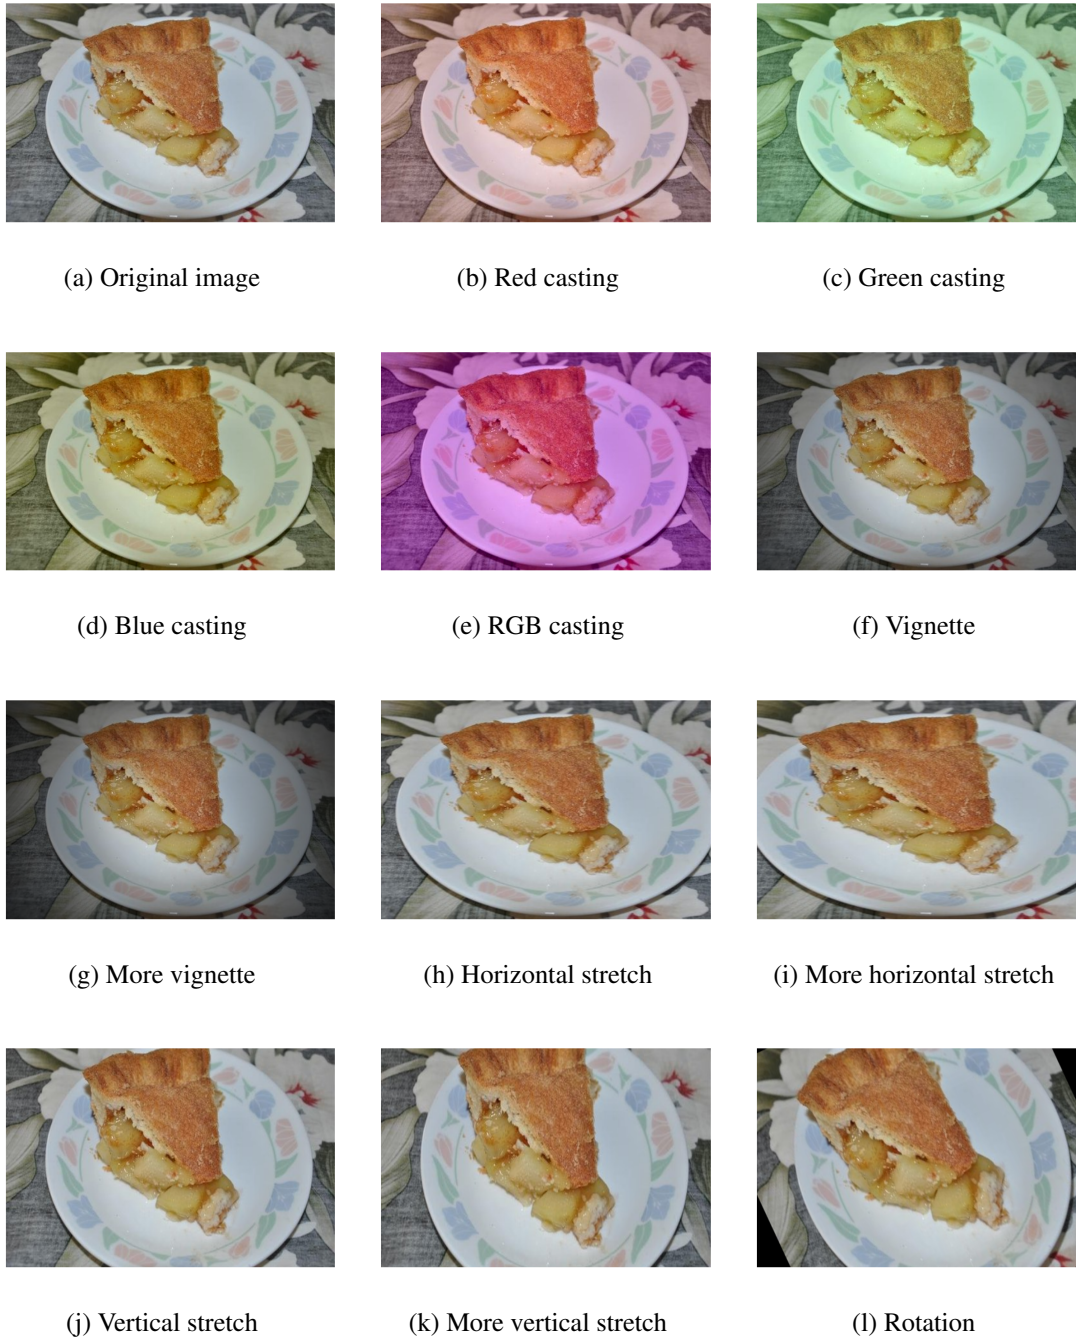 (a) Original image
(b) Red casting
(c) Green casting
(d) Blue casting
(e) RGB casting
(f) Vignette
(g) More vignette
(h) Horizontal stretch
(i) More horizontal stretch
(j) Vertical stretch
(k) More vertical stretch
(l) Rotation